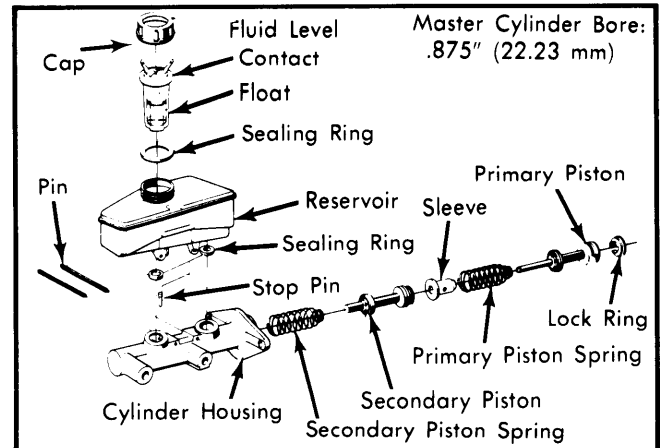 Master Cylinder Bore:
.875" (22.23 mm)
Cap
Fluid Level
Contact
Float
Sealing Ring
Pin
Reservoir
Sealing Ring
Stop Pin
Primary Piston
Sleeve
Lock Ring
Primary Piston Spring
Secondary Piston
Secondary Piston Spring
Cylinder Housing